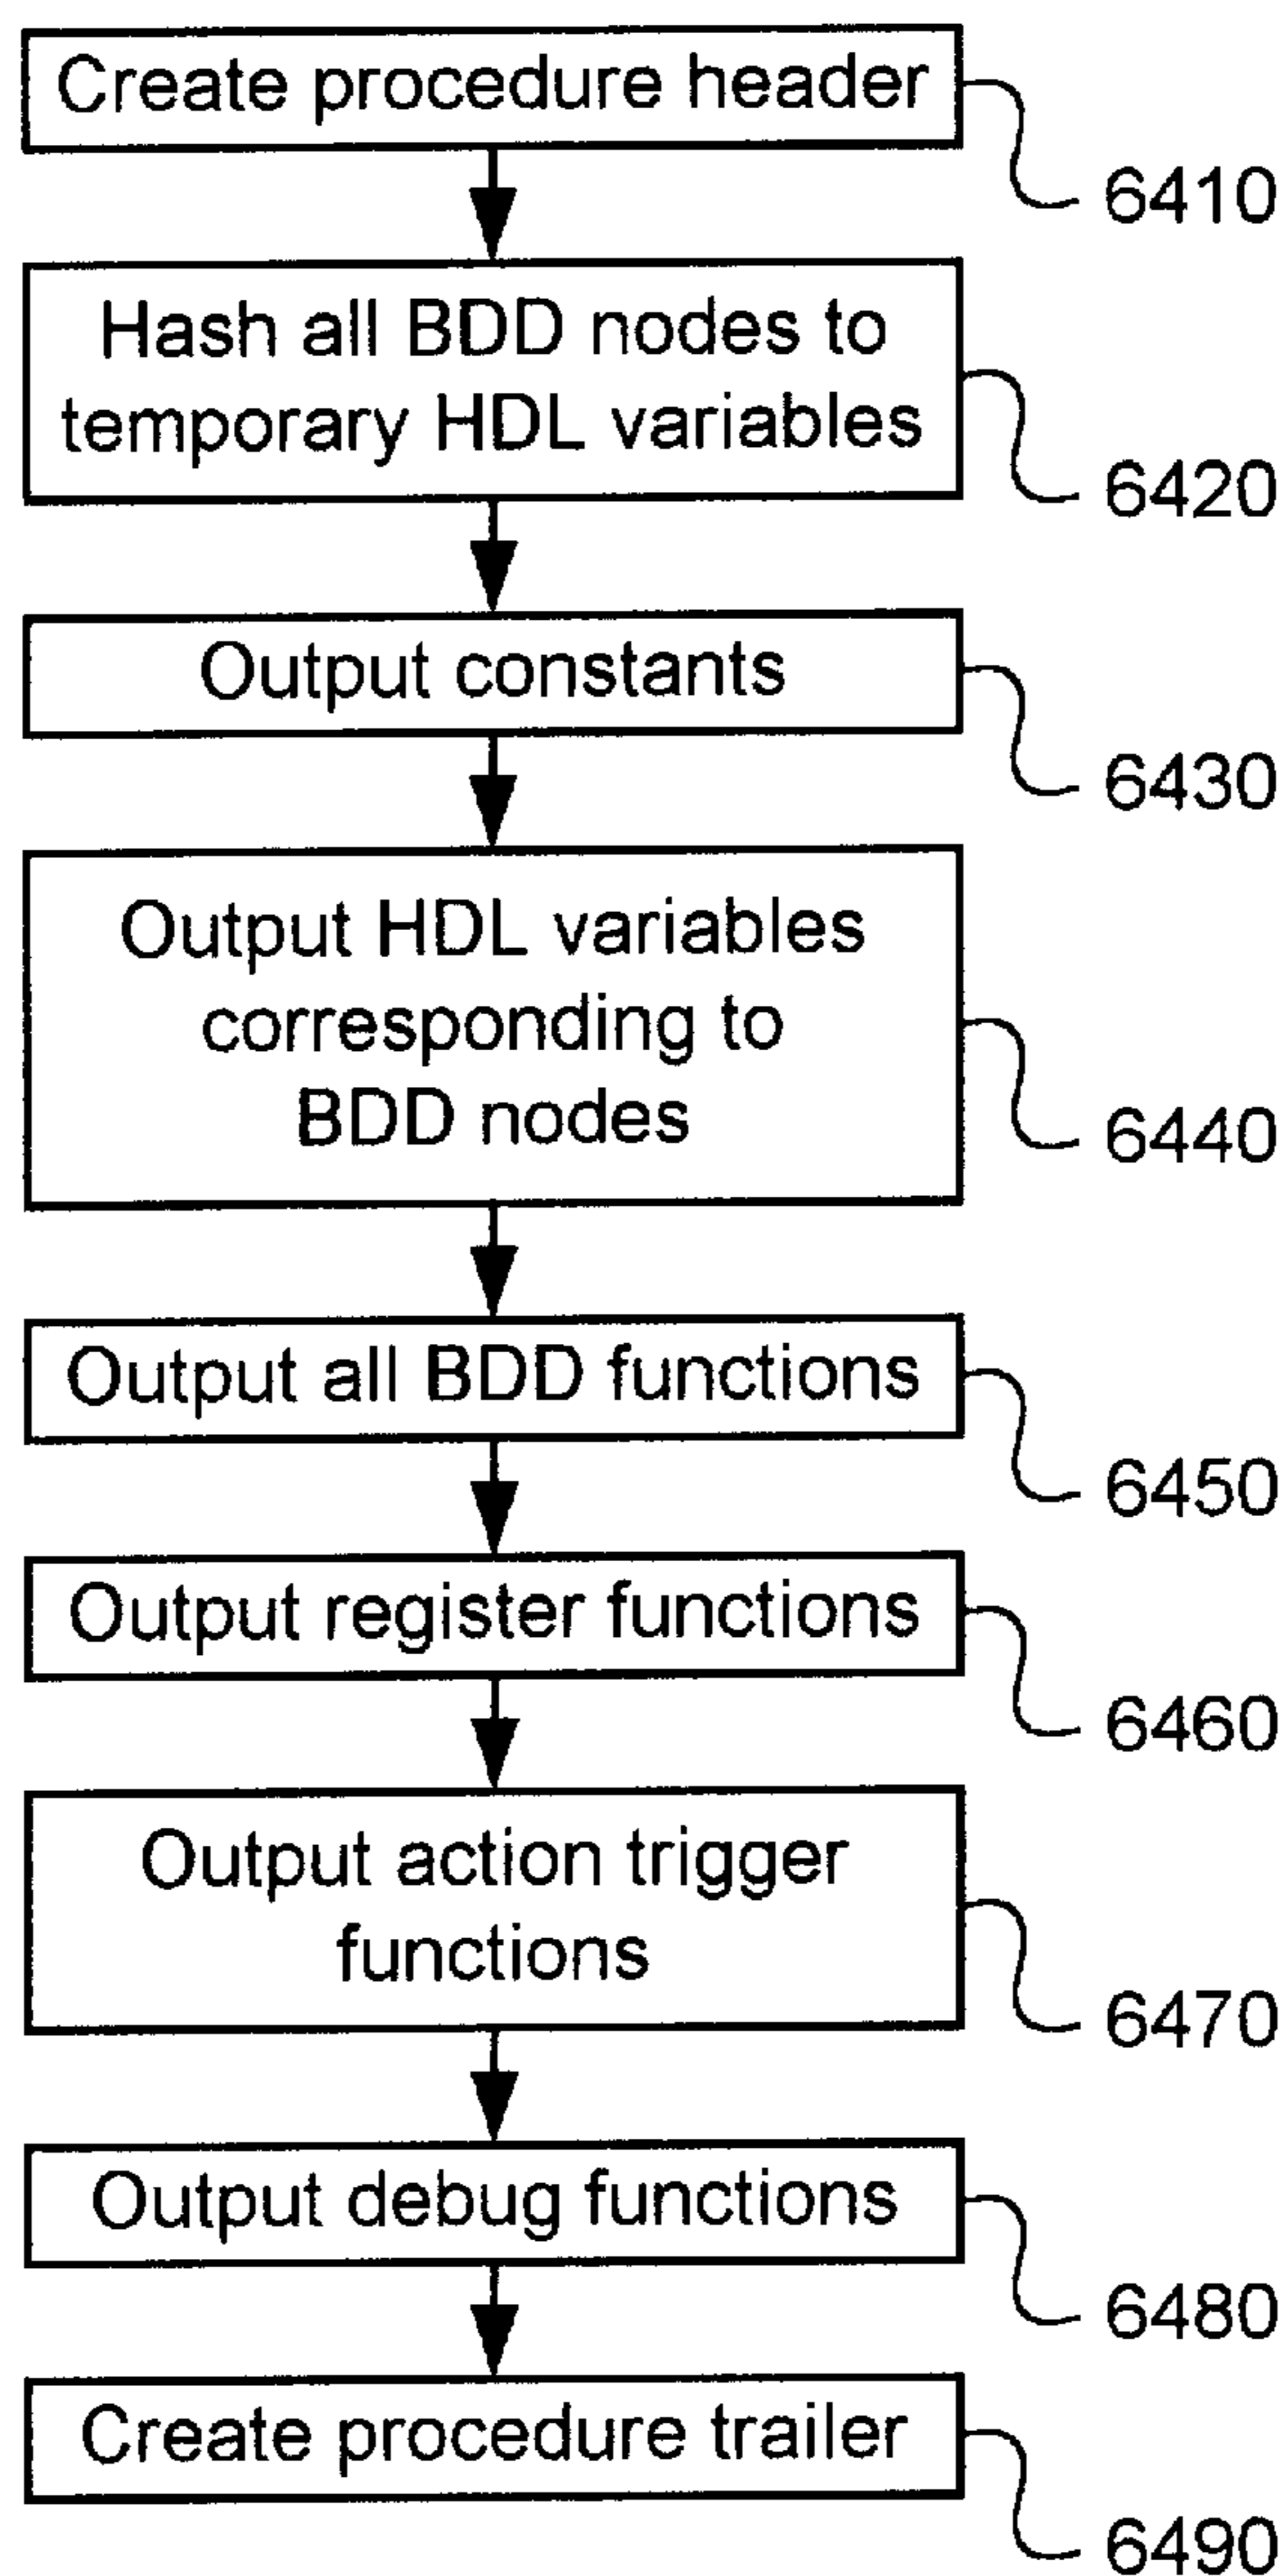 Create procedure header
6410
Hash all BDD nodes to
temporary HDL variables
6420
Output constants
6430
Output HDL variables
corresponding to
BDD nodes
6440
Output all BDD functions
6450
Output register functions
6460
Output action trigger
functions
6470
Output debug functions
6480
Create procedure trailer
6490